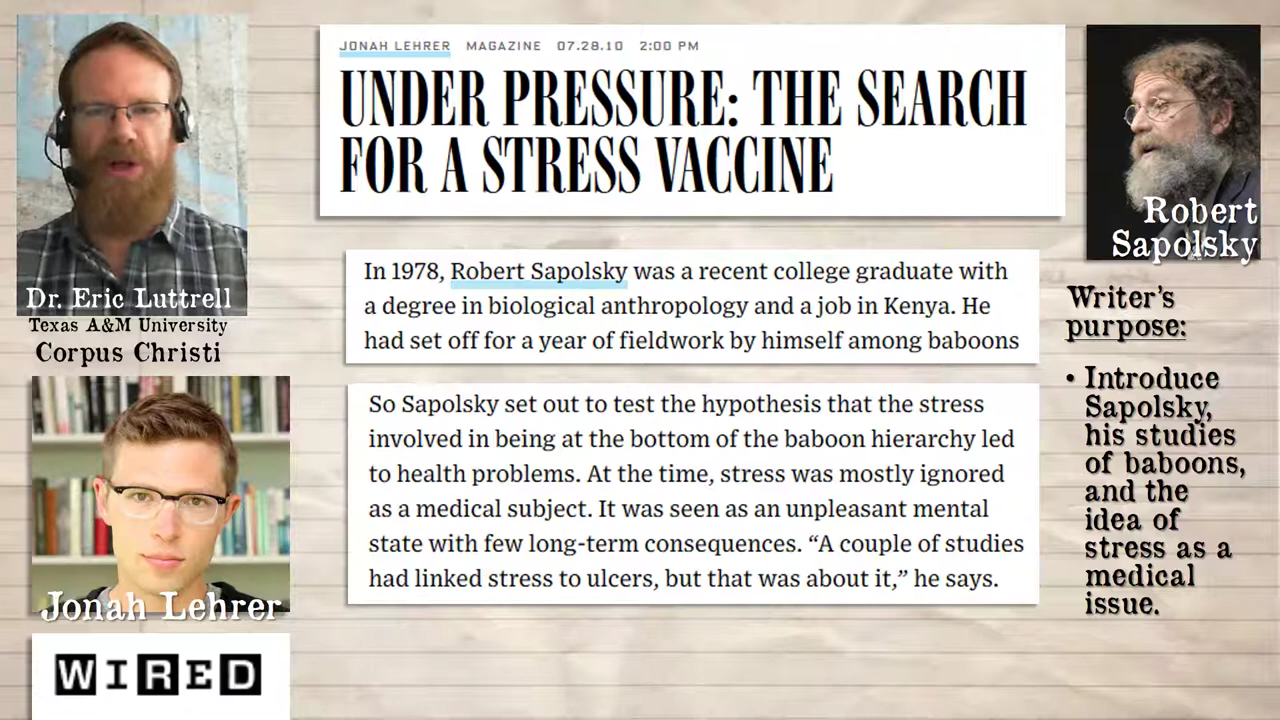 Dr. Eric Luttrell
Texas A&M University
Corpus Christi
Jonah Lehrer
WIRED
JONAH LEHRER MAGAZINE 07.28.10 2:00 PM
UNDER PRESSURE: THE SEARCH
FOR A STRESS VACCINE
In 1978, Robert Sapolsky was a recent college graduate with
a degree in biological anthropology and a job in Kenya. He
had set off for a year of fieldwork by himself among baboons
So Sapolsky set out to test the hypothesis that the stress
involved in being at the bottom of the baboon hierarchy led
to health problems. At the time, stress was mostly ignored
as a medical subject. It was seen as an unpleasant mental
state with few long-term consequences. “A couple of studies
had linked stress to ulcers, but that was about it,” he says.
Robert
Sapolsky
Writer's
purpose:
• Introduce
Sapolsky,
his studies
of baboons,
and the
idea of
stress as a
medical
issue.